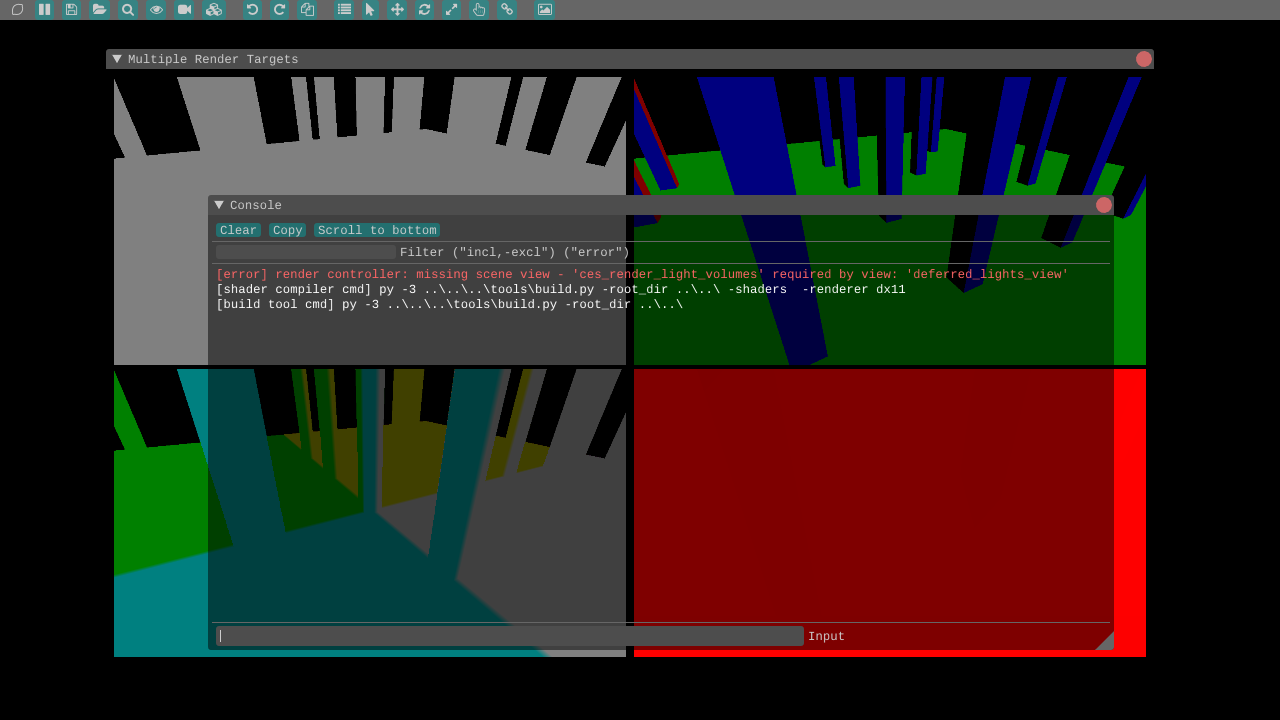 Multiple Render Targets
Console
Clear Copy Scroll to bottom
Filter ("incl,-excl") ("error")
[error] render controller: missing scene view - 'ces_render_light_volumes' required by view: 'deferred_lights_view'
[shader compiler cmd] py -3 ..\..\..\tools\build.py -root_dir ..\..\ -shaders  -renderer dx11
[build tool cmd] py -3 ..\..\..\tools\build.py -root_dir ..\..\
Input